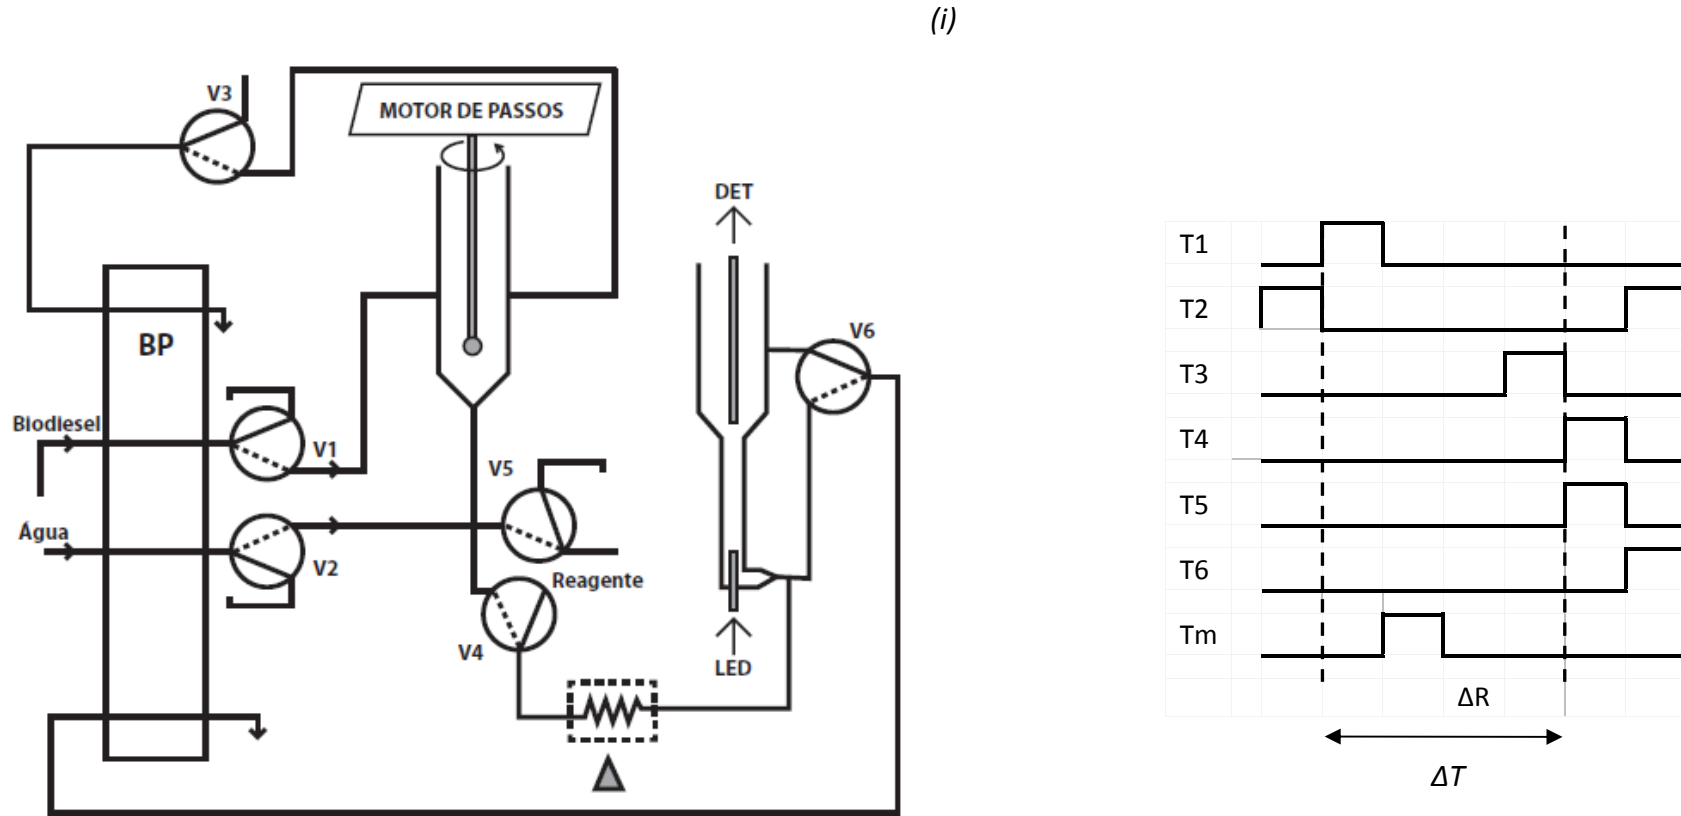 (i)
V3
MOTOR DE PASSOS
DET
V6
BP
Biodiesel
V1
V5
Água
V2
Reagente
V4
LED
T1
T2
T3
T4
T5
T6
Tm
ΔR
ΔT